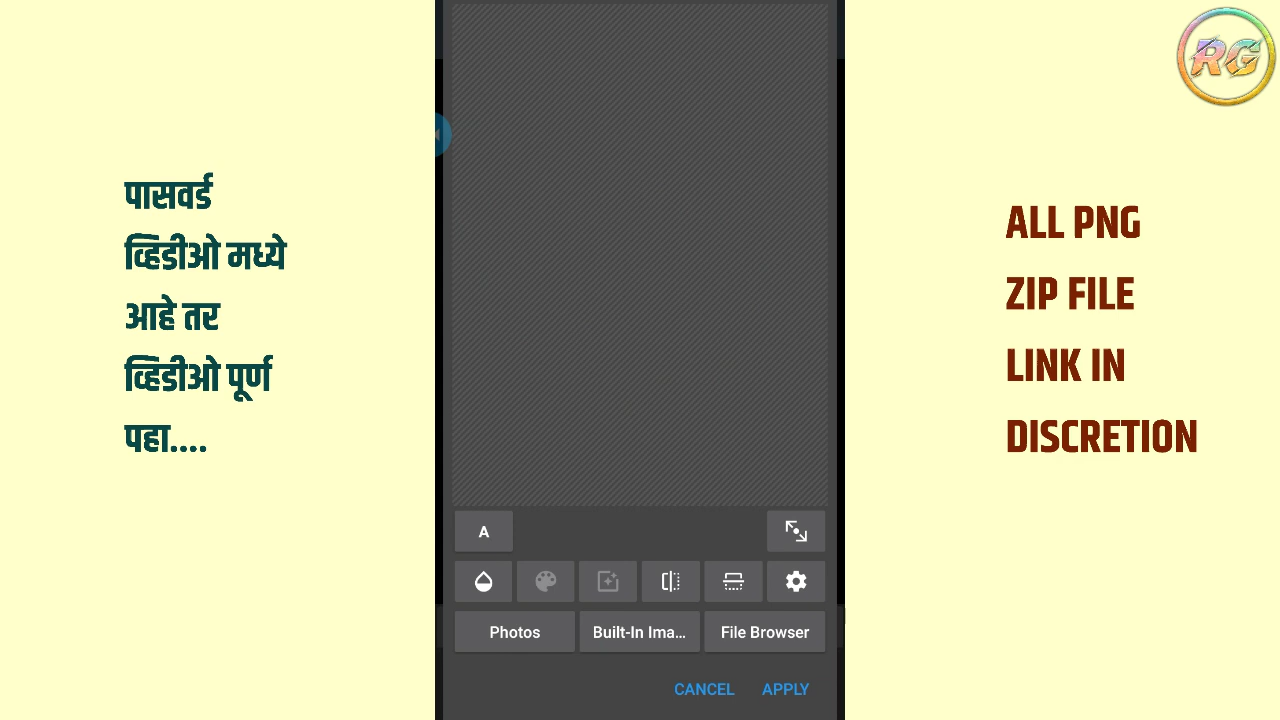 पासवर्ड
व्हिडीओ मध्ये
आहे तर
व्हिडीओ पूर्ण
पहा....
A
Photos
Built-In Ima...
File Browser
CANCEL
APPLY
RG
ALL PNG
ZIP FILE
LINK IN
DISCRETION